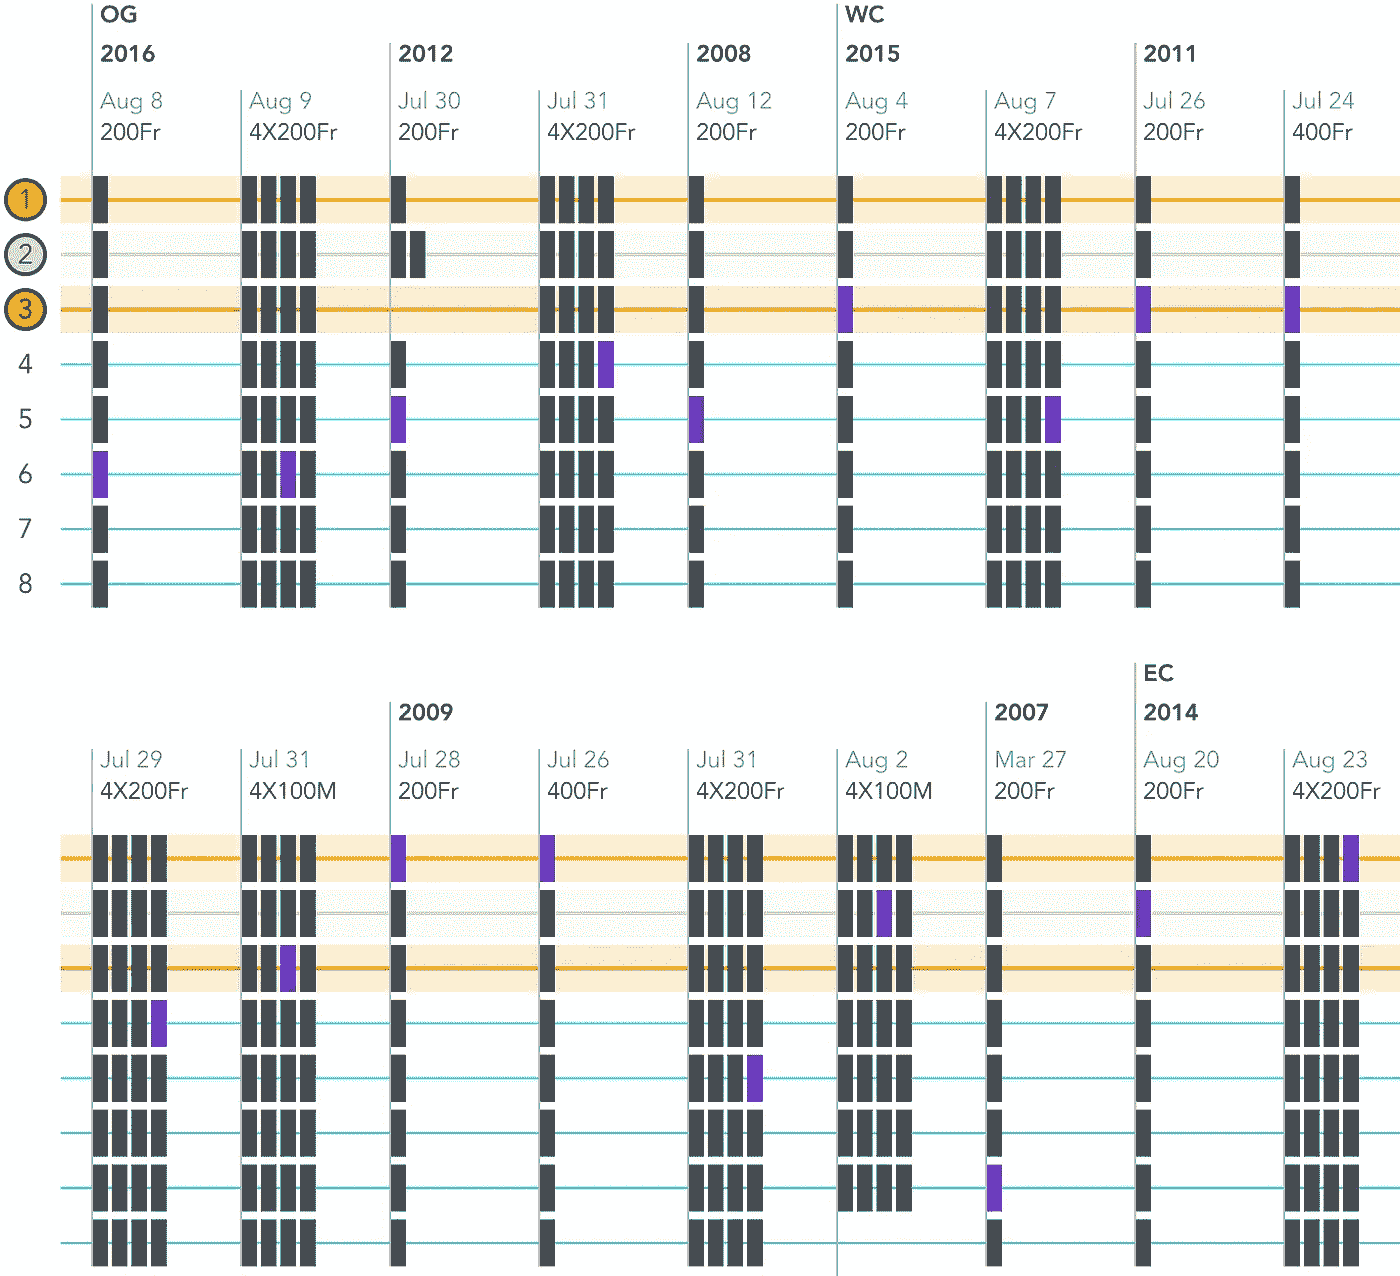 OG WC
2016 2012 2008 2015 2011
Aug 8 Aug 9 Jul 30 Jul 31 Aug 12 Aug 4 Aug 7 Jul 26 Jul 24
200Fr 4X200Fr 200Fr 4X200Fr 200Fr 200Fr 4X200Fr 200Fr 400Fr
1
2
3
4
5
6
7
8
EC
2009 2007 2014
Jul 29 Jul 31 Jul 28 Jul 26 Jul 31 Aug 2 Mar 27 Aug 20 Aug 23
4X200Fr 4X100M 200Fr 400Fr 4X200Fr 4X100M 200Fr 200Fr 4X200Fr